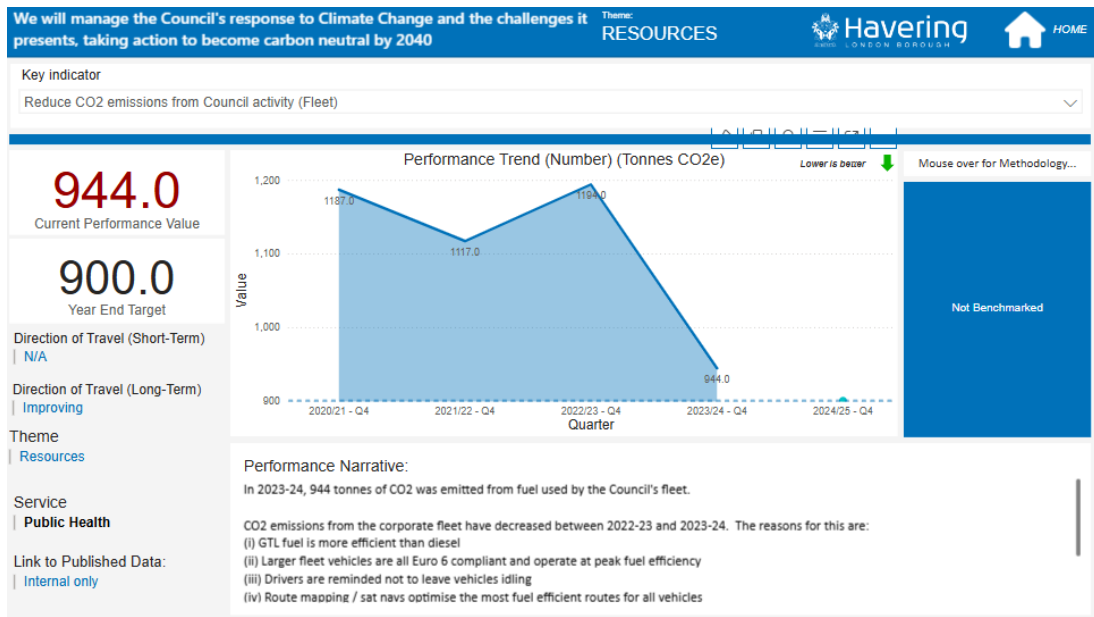 We will manage the Council's response to Climate Change and the challenges it
presents, taking action to become carbon neutral by 2040
Theme:
RESOURCES
Havering
LONDON BOROUGH
HOME
Key indicator
Reduce CO2 emissions from Council activity (Fleet)
944.0
Current Performance Value
900.0
Year End Target
Direction of Travel (Short-Term)
N/A
Direction of Travel (Long-Term)
Improving
Theme
Resources
Service
Public Health
Link to Published Data:
Internal only
Performance Trend (Number) (Tonnes CO2e)
Lower is better
Value
1,200
1,100
1,000
900
1187.0
1117.0
1194.0
944.0
2020/21 - Q4
2021/22 - Q4
2022/23 - Q4
2023/24 - Q4
2024/25 - Q4
Quarter
Mouse over for Methodology...
Not Benchmarked
Performance Narrative:
In 2023-24, 944 tonnes of CO2 was emitted from fuel used by the Council's fleet.
CO2 emissions from the corporate fleet have decreased between 2022-23 and 2023-24. The reasons for this are:
(i) GTL fuel is more efficient than diesel
(ii) Larger fleet vehicles are all Euro 6 compliant and operate at peak fuel efficiency
(iii) Drivers are reminded not to leave vehicles idling
(iv) Route mapping / sat navs optimise the most fuel efficient routes for all vehicles